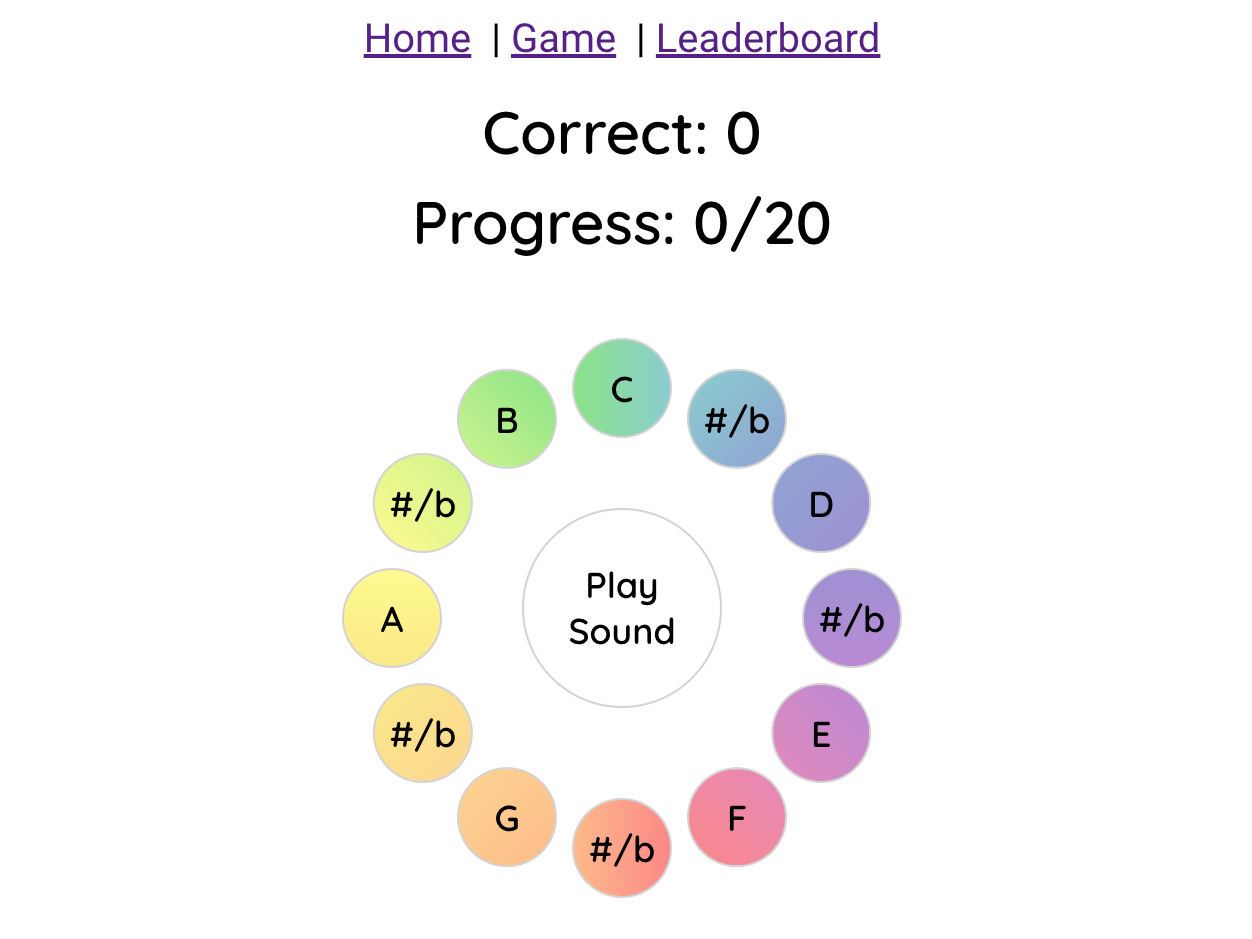 Home | Game | Leaderboard
Correct: 0
Progress: 0/20
C
B
#/b
#/b
D
A
Play
Sound
#/b
#/b
E
G
F
#/b